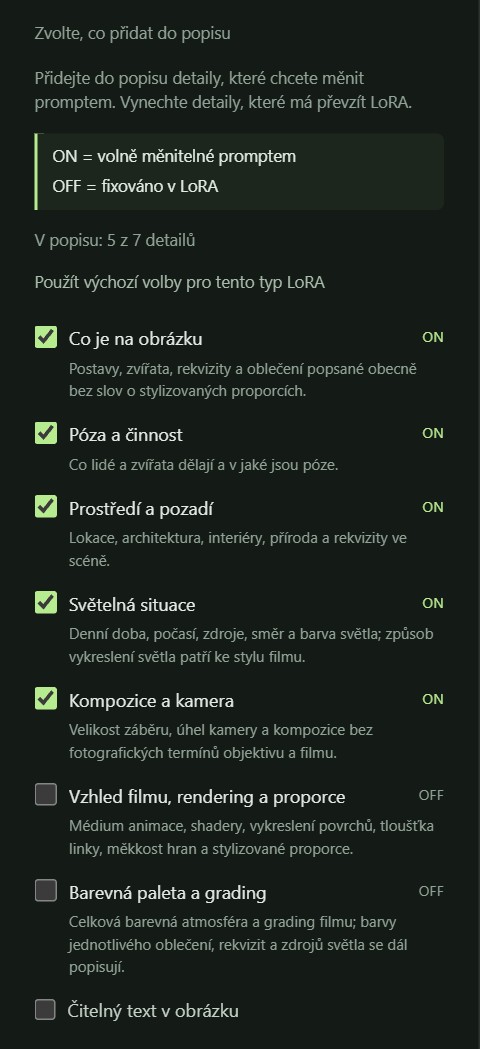 Zvolte, co přidat do popisu
Přidejte do popisu detaily, které chcete měnit
promptem. Vynechte detaily, které má převzít LoRA.
ON = volně měnitelné promptem
OFF = fixováno v LoRA
V popisu: 5 z 7 detailů
Použít výchozí volby pro tento typ LoRA
Co je na obrázku ON
Postavy, zvířata, rekvizity a oblečení popsané obecně
bez slov o stylizovaných proporcích.
Póza a činnost ON
Co lidé a zvířata dělají a v jaké jsou póze.
Prostředí a pozadí ON
Lokace, architektura, interiéry, příroda a rekvizity ve
scéně.
Světelná situace ON
Denní doba, počasí, zdroje, směr a barva světla; způsob
vykreslení světla patří ke stylu filmu.
Kompozice a kamera ON
Velikost záběru, úhel kamery a kompozice bez
fotografických termínů objektivu a filmu.
Vzhled filmu, rendering a proporce OFF
Médium animace, shadery, vykreslení povrchů, tloušťka
linky, měkkost hran a stylizované proporce.
Barevná paleta a grading OFF
Celková barevná atmosféra a grading filmu; barvy
jednotlivého oblečení, rekvizit a zdrojů světla se dál
popisují.
Čitelný text v obrázku